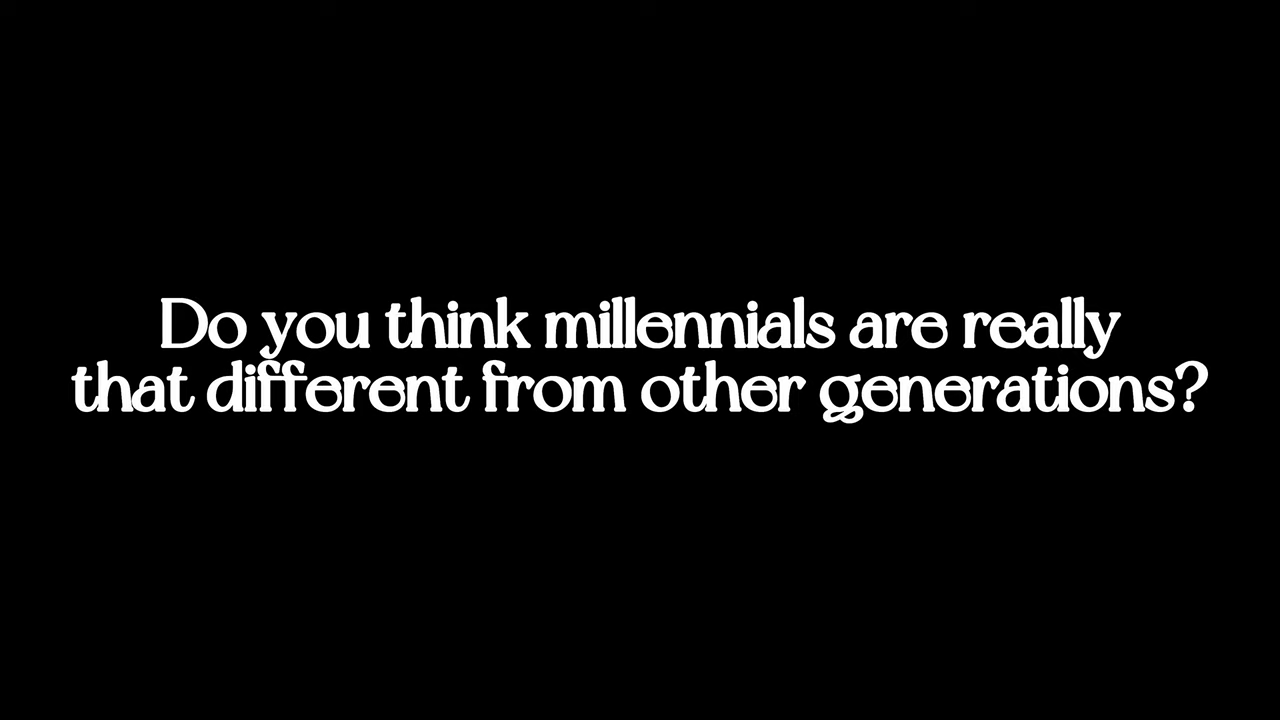 Do you think millennials are really
that different from other generations?